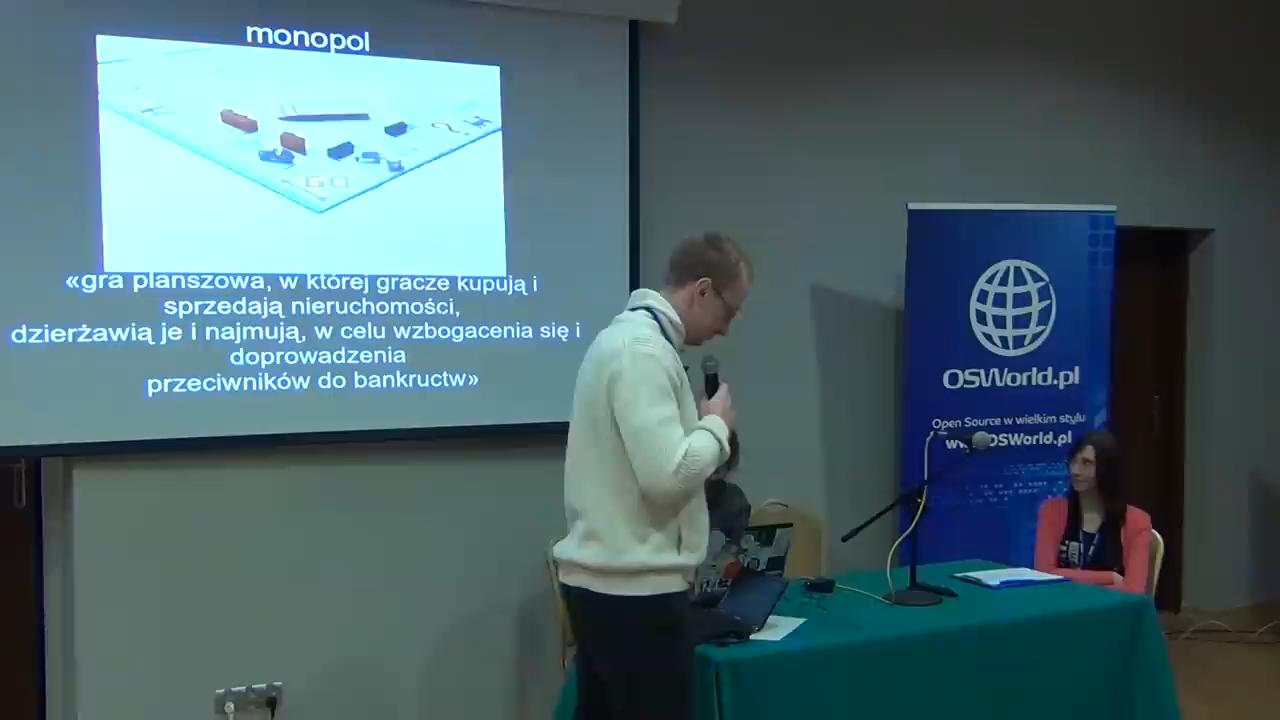 monopol
GO
«gra planszowa, w której gracze kupują i
sprzedają nieruchomości,
dzierżawią je i najmują, w celu wzbogacenia się i
doprowadzenia
przeciwników do bankructw»
OSWorld.pl
Open Source w wielkim stylu
www.OSWorld.pl